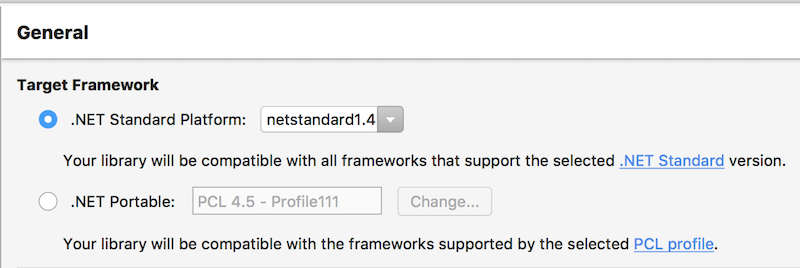 General
Target Framework
.NET Standard Platform: netstandard1.4
Your library will be compatible with all frameworks that support the selected .NET Standard version.
.NET Portable: PCL 4.5 - Profile111 Change...
Your library will be compatible with the frameworks supported by the selected PCL profile.